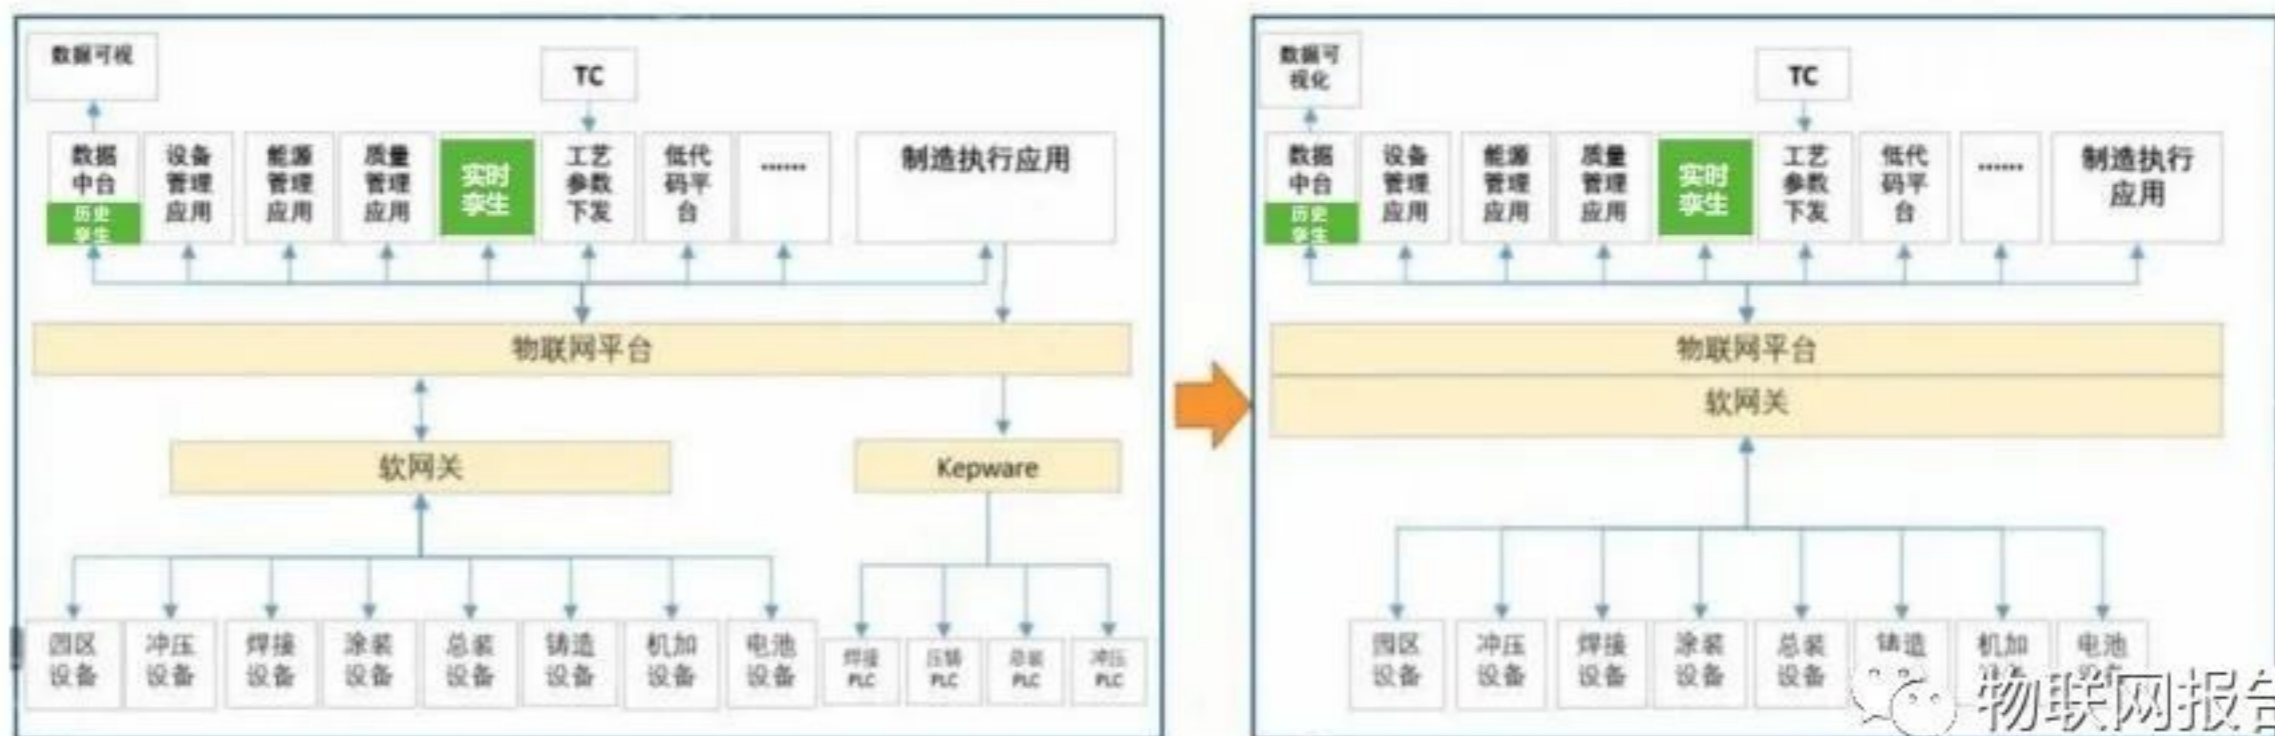 数据可视
TC
数据
中台
历史
孪生
设备
管理
应用
能源
管理
应用
质量
管理
应用
实时
孪生
工艺
参数
下发
低代
码平
台
......
制造执行应用
物联网平台
软网关
Kepware
园区
设备
冲压
设备
焊接
设备
涂装
设备
总装
设备
铸造
设备
机加
设备
电池
设备
焊接
PLC
压铸
PLC
总装
PLC
冲压
PLC
数据可
视化
TC
数据
中台
历史
孪生
设备
管理
应用
能源
管理
应用
质量
管理
应用
实时
孪生
工艺
参数
下发
低代
码平
台
......
制造执行
应用
物联网平台
软网关
园区
设备
冲压
设备
焊接
设备
涂装
设备
总装
设备
铸造
机加
设备
电池
设备
物联网报告